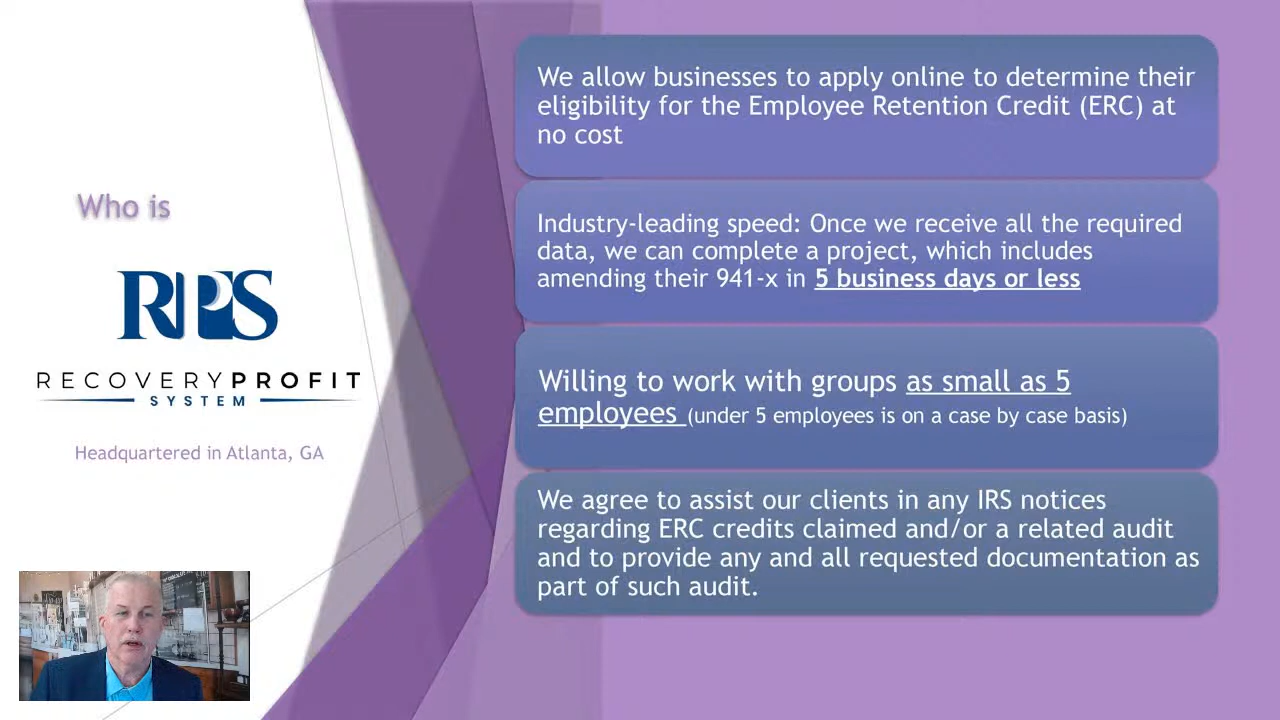 Who is
RPS
RECOVERYPROFIT
SYSTEM
Headquartered in Atlanta, GA
We allow businesses to apply online to determine their
eligibility for the Employee Retention Credit (ERC) at
no cost
Industry-leading speed: Once we receive all the required
data, we can complete a project, which includes
amending their 941-x in 5 business days or less
Willing to work with groups as small as 5
employees (under 5 employees is on a case by case basis)
We agree to assist our clients in any IRS notices
regarding ERC credits claimed and/or a related audit
and to provide any and all requested documentation as
part of such audit.